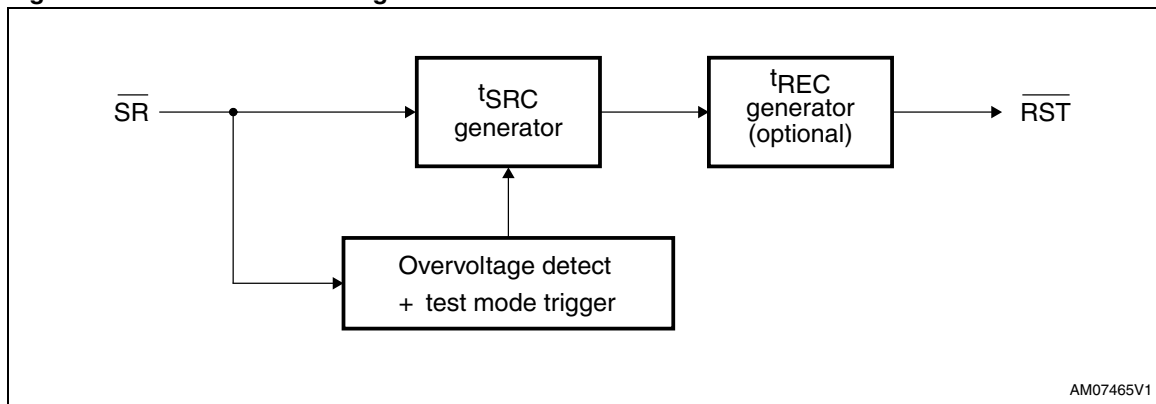 SR
tSRC
generator
tREC
generator
(optional)
RST
Overvoltage detect
+ test mode trigger
AM07465V1